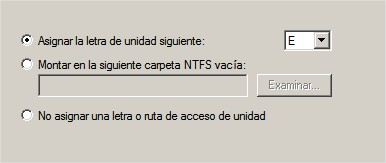 Asignar la letra de unidad siguiente: E
Montar en la siguiente carpeta NTFS vacía:
Examinar...
No asignar una letra o ruta de acceso de unidad